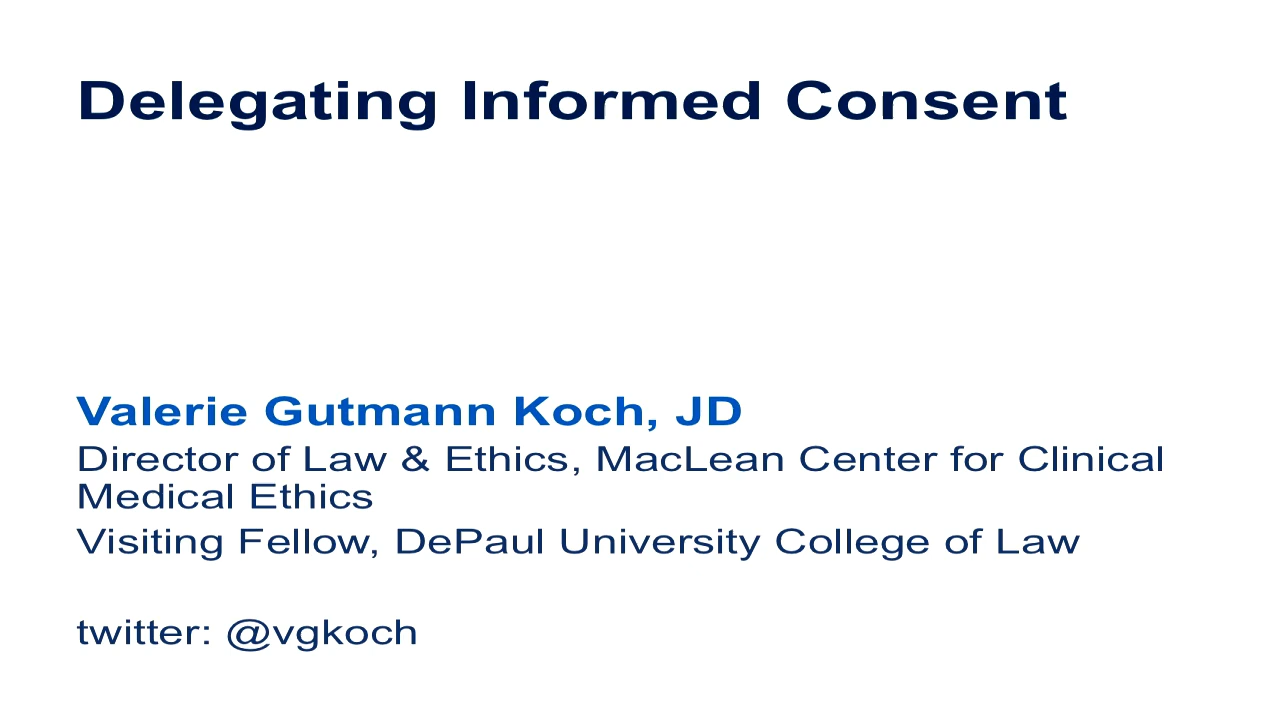 Delegating Informed Consent
Valerie Gutmann Koch, JD
Director of Law & Ethics, MacLean Center for Clinical
Medical Ethics
Visiting Fellow, DePaul University College of Law
twitter: @vgkoch